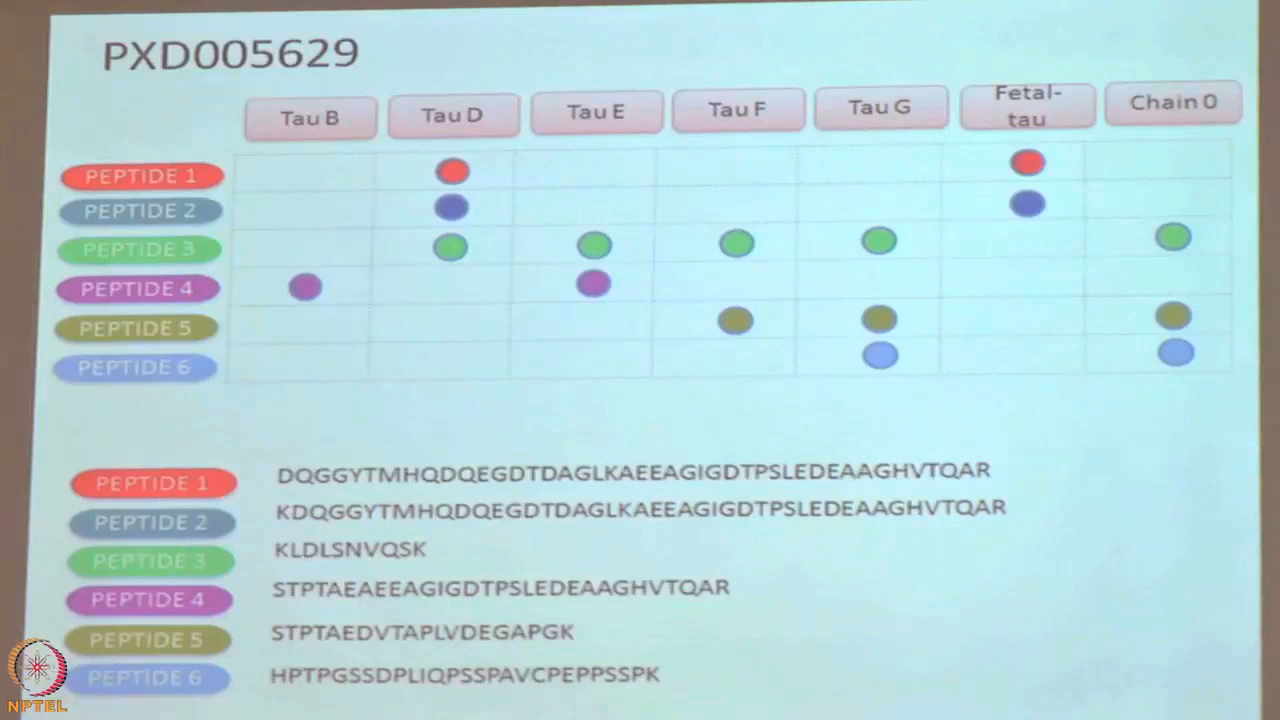 PXD005629
Tau B Tau D Tau E Tau F Tau G Fetal-
tau Chain 0
PEPTIDE 1
PEPTIDE 2
PEPTIDE 3
PEPTIDE 4
PEPTIDE 5
PEPTIDE 6
PEPTIDE 1 DQGGYTMHQDQEGDTDAGLKAEEAGIGDTPSLEDEAAGHVTQAR
PEPTIDE 2 KDQGGYTMHQDQEGDTDAGLKAEEAGIGDTPSLEDEAAGHVTQAR
PEPTIDE 3 KLDLSNVQSK
PEPTIDE 4 STPTAEAEEAGIGDTPSLEDEAAGHVTQAR
PEPTIDE 5 STPTAEDVTAPLVDEGAPGK
PEPTIDE 6 HPTPGSSDPLIQPSSPAVCPEPPSSPK
NPTEL